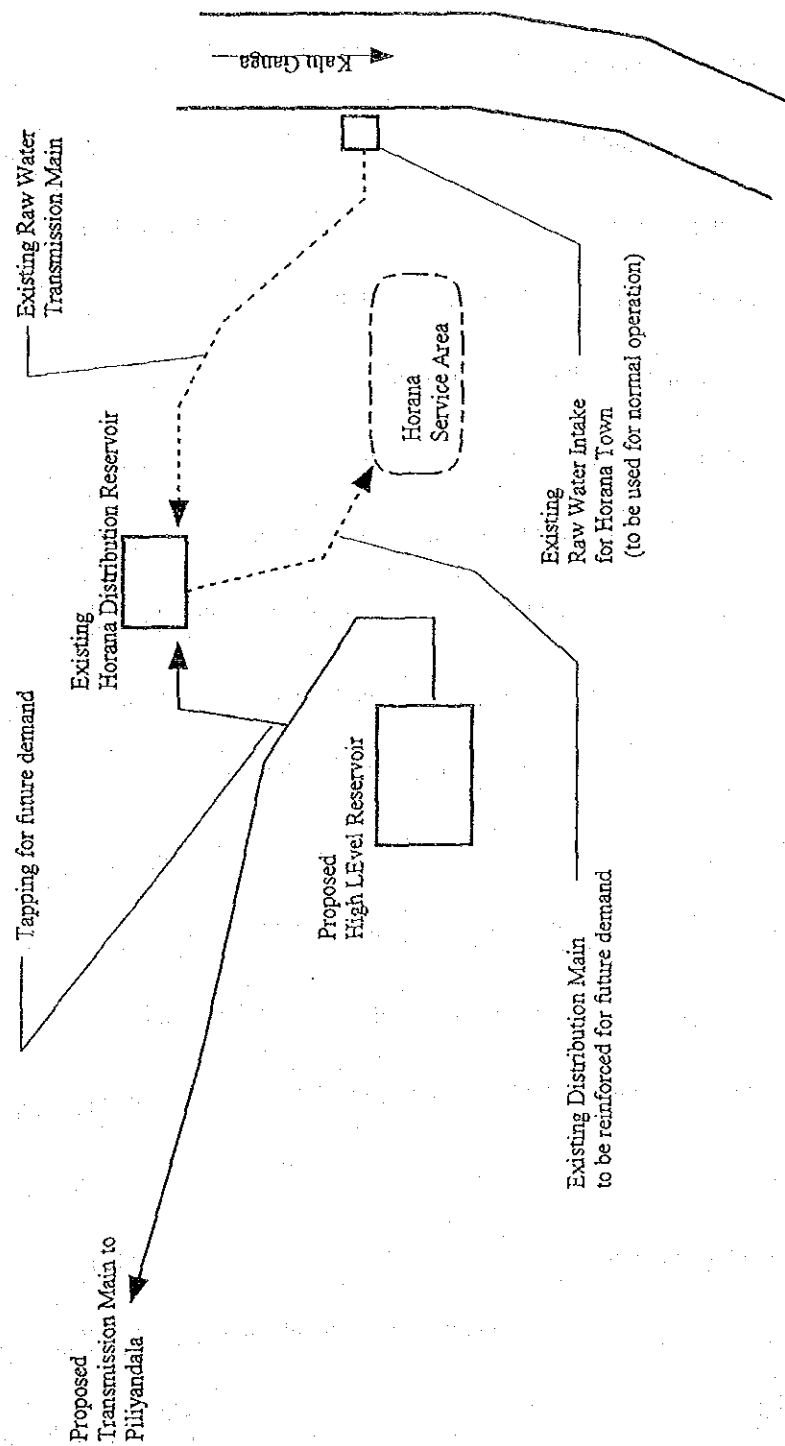 Proposed
Transmission Main to
Piliyandala
Tapping for future demand
Existing
Horana Distribution Reservoir
Existing Raw Water
Transmission Main
Kalu Ganga
Proposed
High LEvel Reservoir
Horana
Service Area
Existing Distribution Main
to be reinforced for future demand
Existing
Raw Water Intake
for Horana Town
(to be used for normal operation)